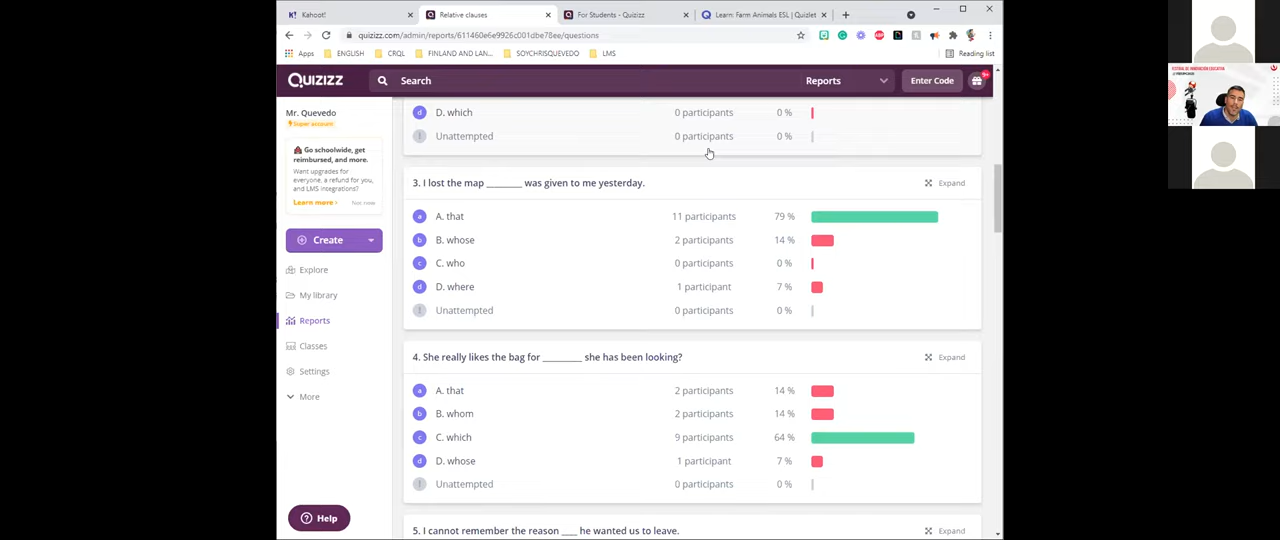 Kahoot!
Relative clauses
For Students - Quizizz
Learn: Farm Animals ESL | Quizlet
quizizz.com/admin/reports/611460e6e9926c001dbe78ee/questions
Apps
ENGLISH
CRQL
FINLAND AND LAN...
SOYCHRISQUEVEDO
LMS
Reading list
QUIZIZZ
Search
Reports
Enter Code
9+
Mr. Quevedo
Super account
Go schoolwide, get
reimbursed, and more.
Want upgrades for
everyone, a refund for you,
and LMS integrations?
Learn more >
Not now
Create
Explore
My library
Reports
Classes
Settings
More
Help
d D. which 0 participants 0 %
! Unattempted 0 participants 0 %
3. I lost the map ________ was given to me yesterday. Expand
a A. that 11 participants 79 %
b B. whose 2 participants 14 %
c C. who 0 participants 0 %
d D. where 1 participant 7 %
! Unattempted 0 participants 0 %
4. She really likes the bag for _________ she has been looking? Expand
a A. that 2 participants 14 %
b B. whom 2 participants 14 %
c C. which 9 participants 64 %
d D. whose 1 participant 7 %
! Unattempted 0 participants 0 %
5. I cannot remember the reason ____ he wanted us to leave. Expand